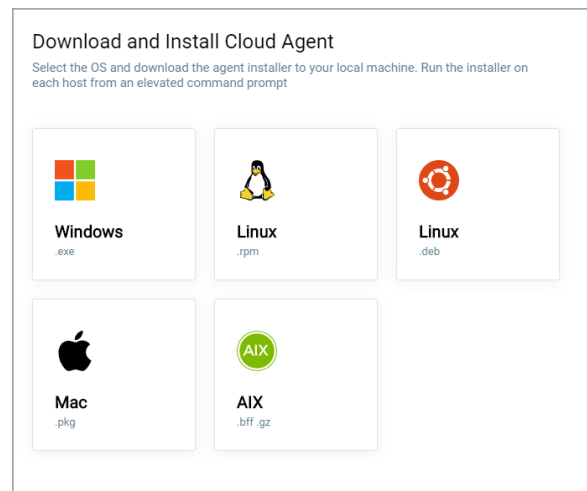 Download and Install Cloud Agent
Select the OS and download the agent installer to your local machine. Run the installer on
each host from an elevated command prompt
Windows
.exe
Linux
.rpm
Linux
.deb
Mac
.pkg
AIX
AIX
.bff .gz